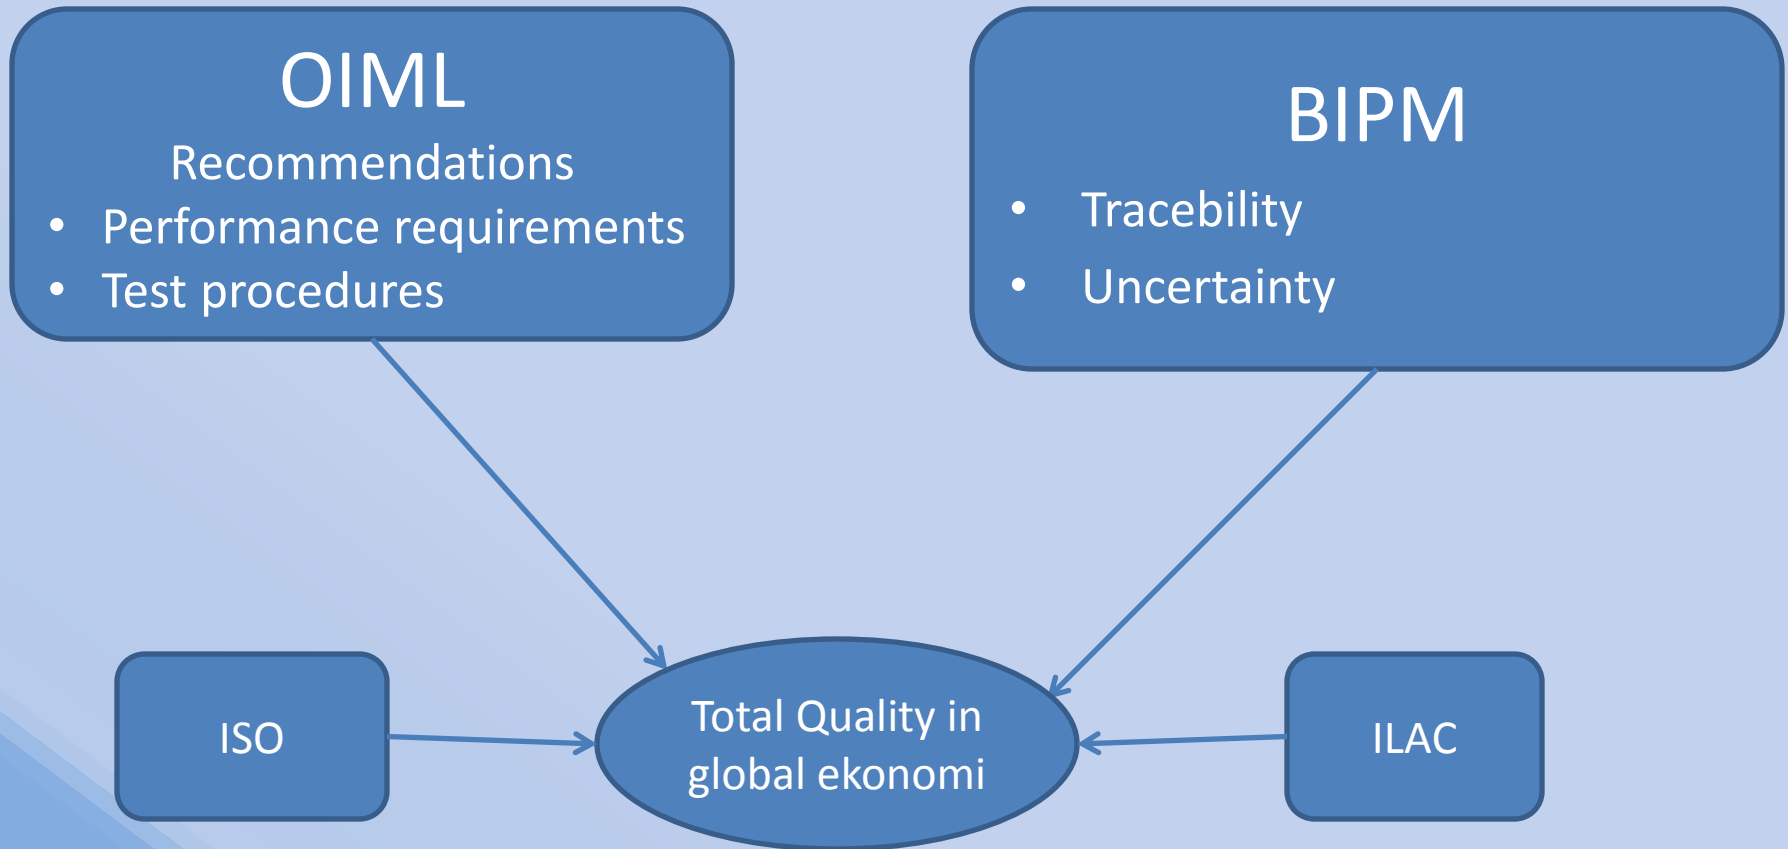 OIML
Recommendations
• Performance requirements
• Test procedures
BIPM
• Tracebility
• Uncertainty
ISO
Total Quality in
global ekonomi
ILAC